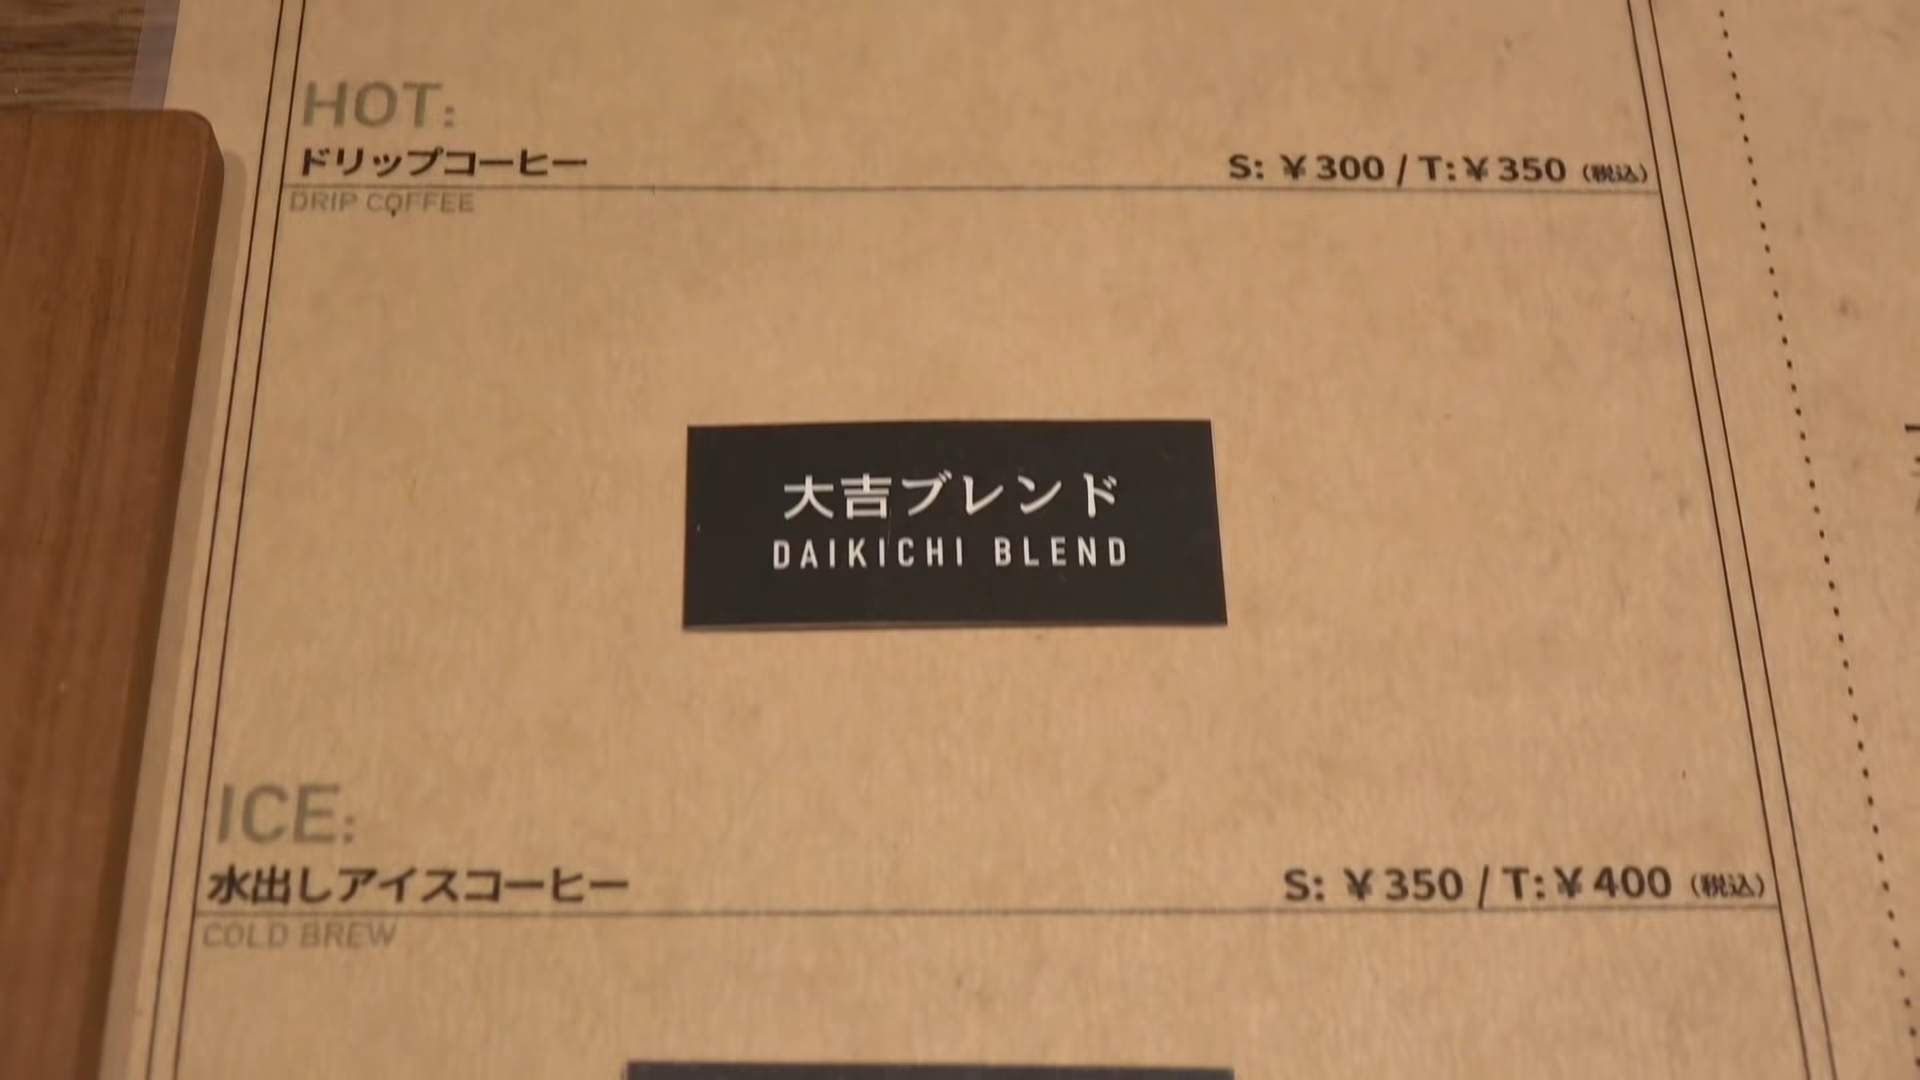 HOT:
ドリップコーヒー S: ¥300 / T: ¥350 (税込)
DRIP COFFEE
大吉ブレンド
DAIKICHI BLEND
ICE:
水出しアイスコーヒー S: ¥350 / T: ¥400 (税込)
COLD BREW